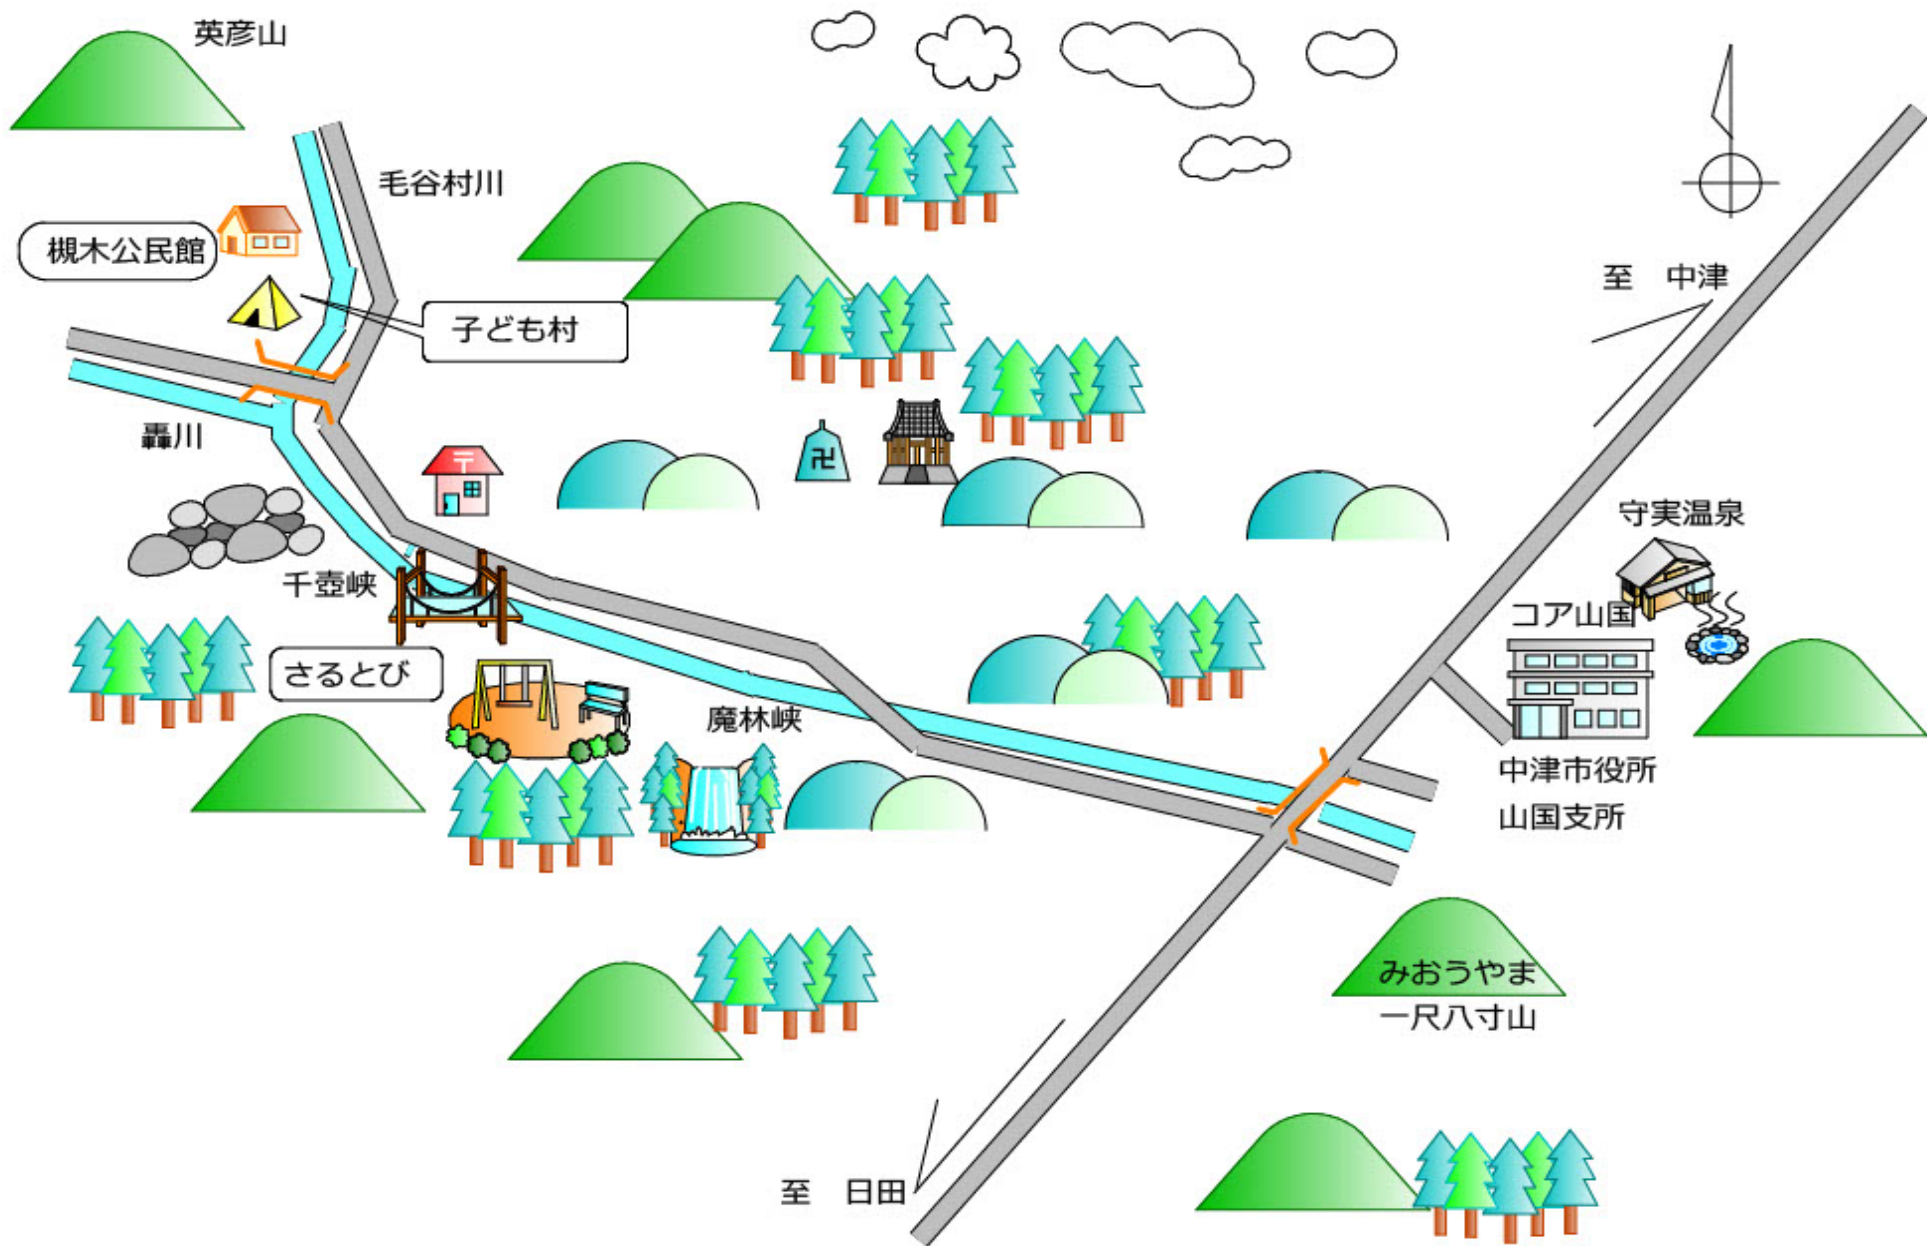 英彦山
毛谷村川
槻木公民館
子ども村
至 中津
轟川
卍
〒
守実温泉
千壺峡
コア山国
さるとび
魔林峡
中津市役所
山国支所
みおうやま
一尺八寸山
至 日田